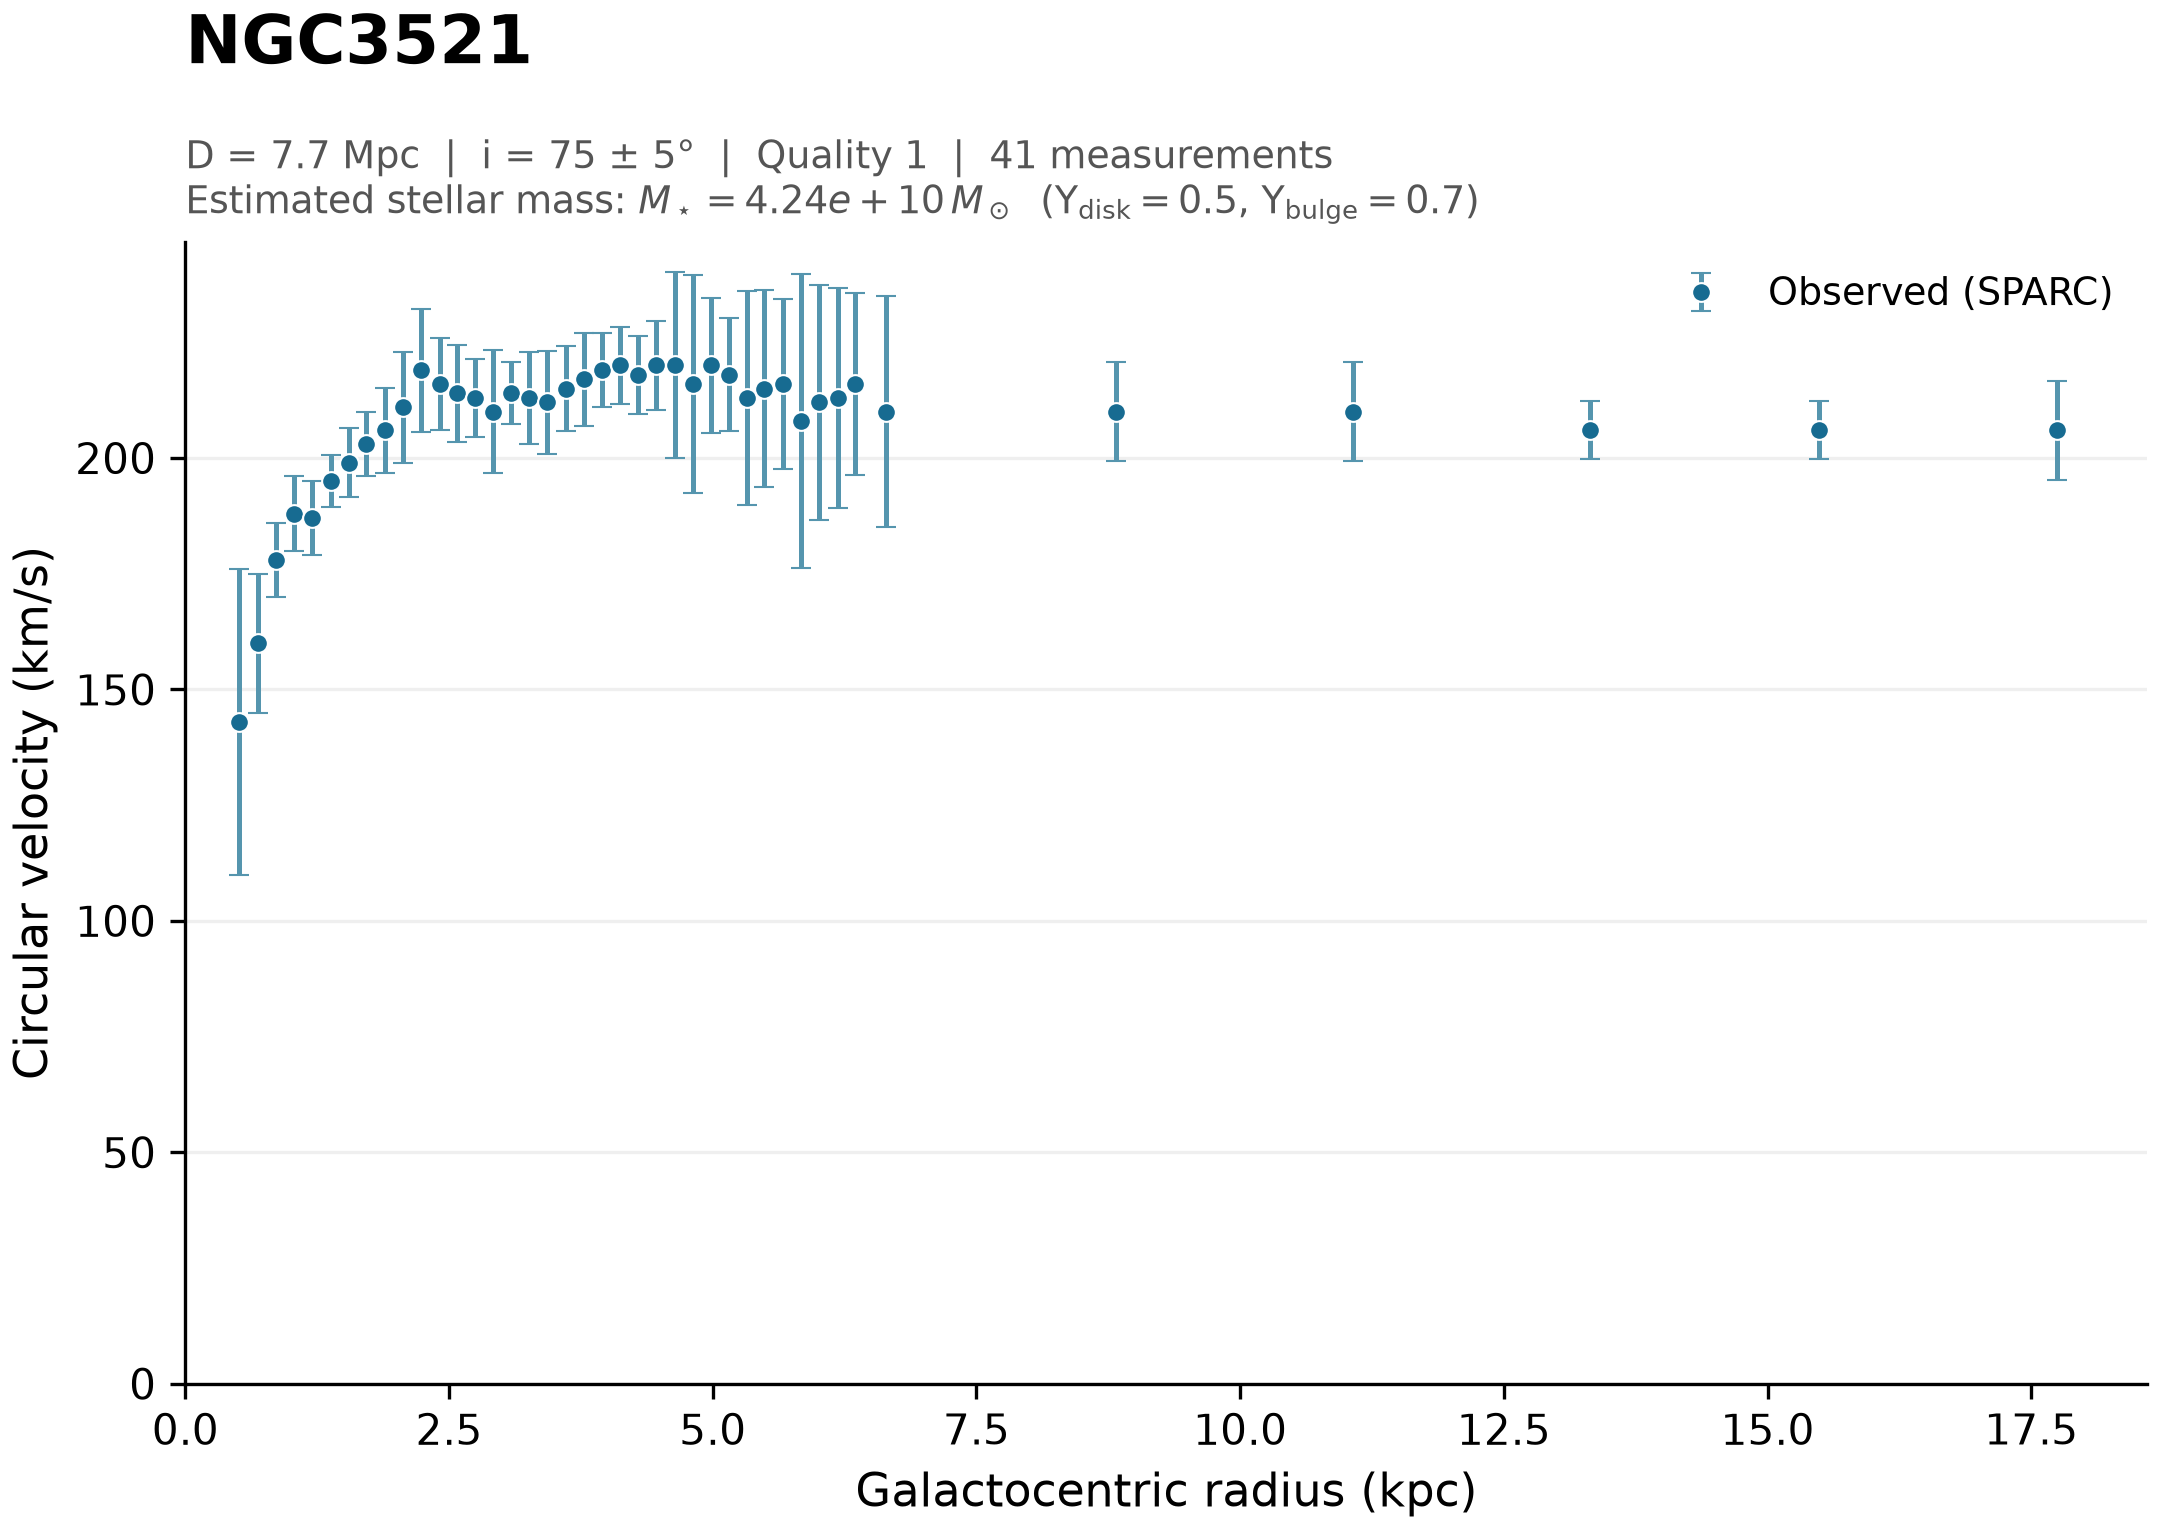 NGC3521
D = 7.7 Mpc | i = 75 ± 5° | Quality 1 | 41 measurements
Estimated stellar mass: M⋆ = 4.24e + 10 M⊙ (Υdisk = 0.5, Υbulge = 0.7)
Observed (SPARC)
Circular velocity (km/s)
200
150
100
50
0
0.0 2.5 5.0 7.5 10.0 12.5 15.0 17.5
Galactocentric radius (kpc)